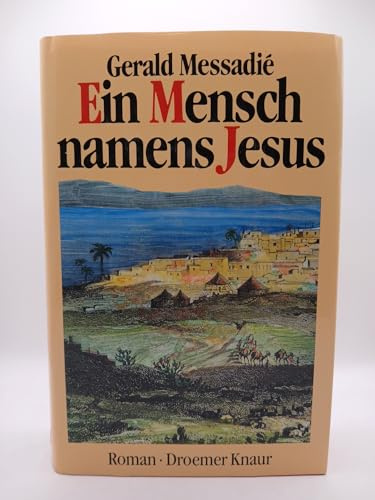 Gerald Messadié
Ein Mensch
namens Jesus
Roman · Droemer Knaur